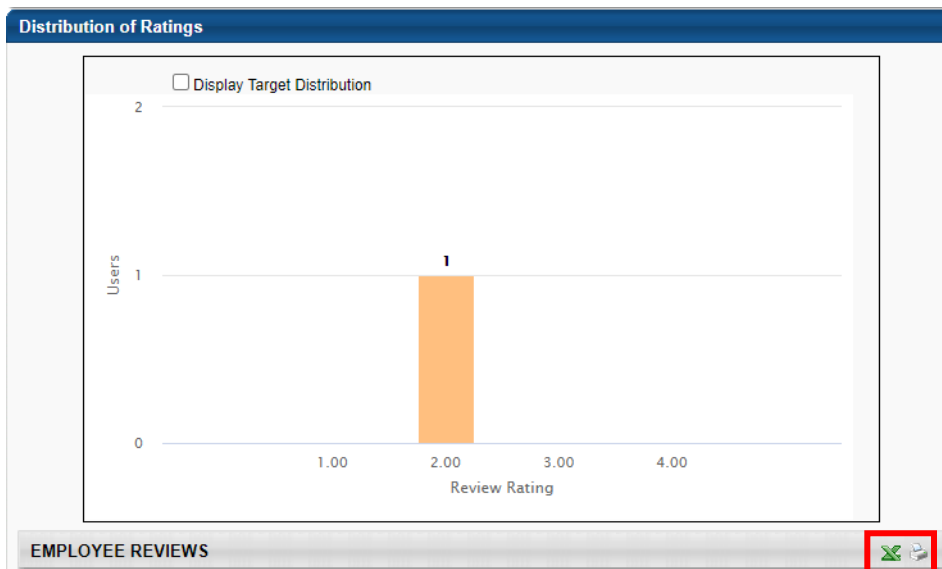 Distribution of Ratings
Display Target Distribution
2
Users
1
1
0
1.00 2.00 3.00 4.00
Review Rating
EMPLOYEE REVIEWS